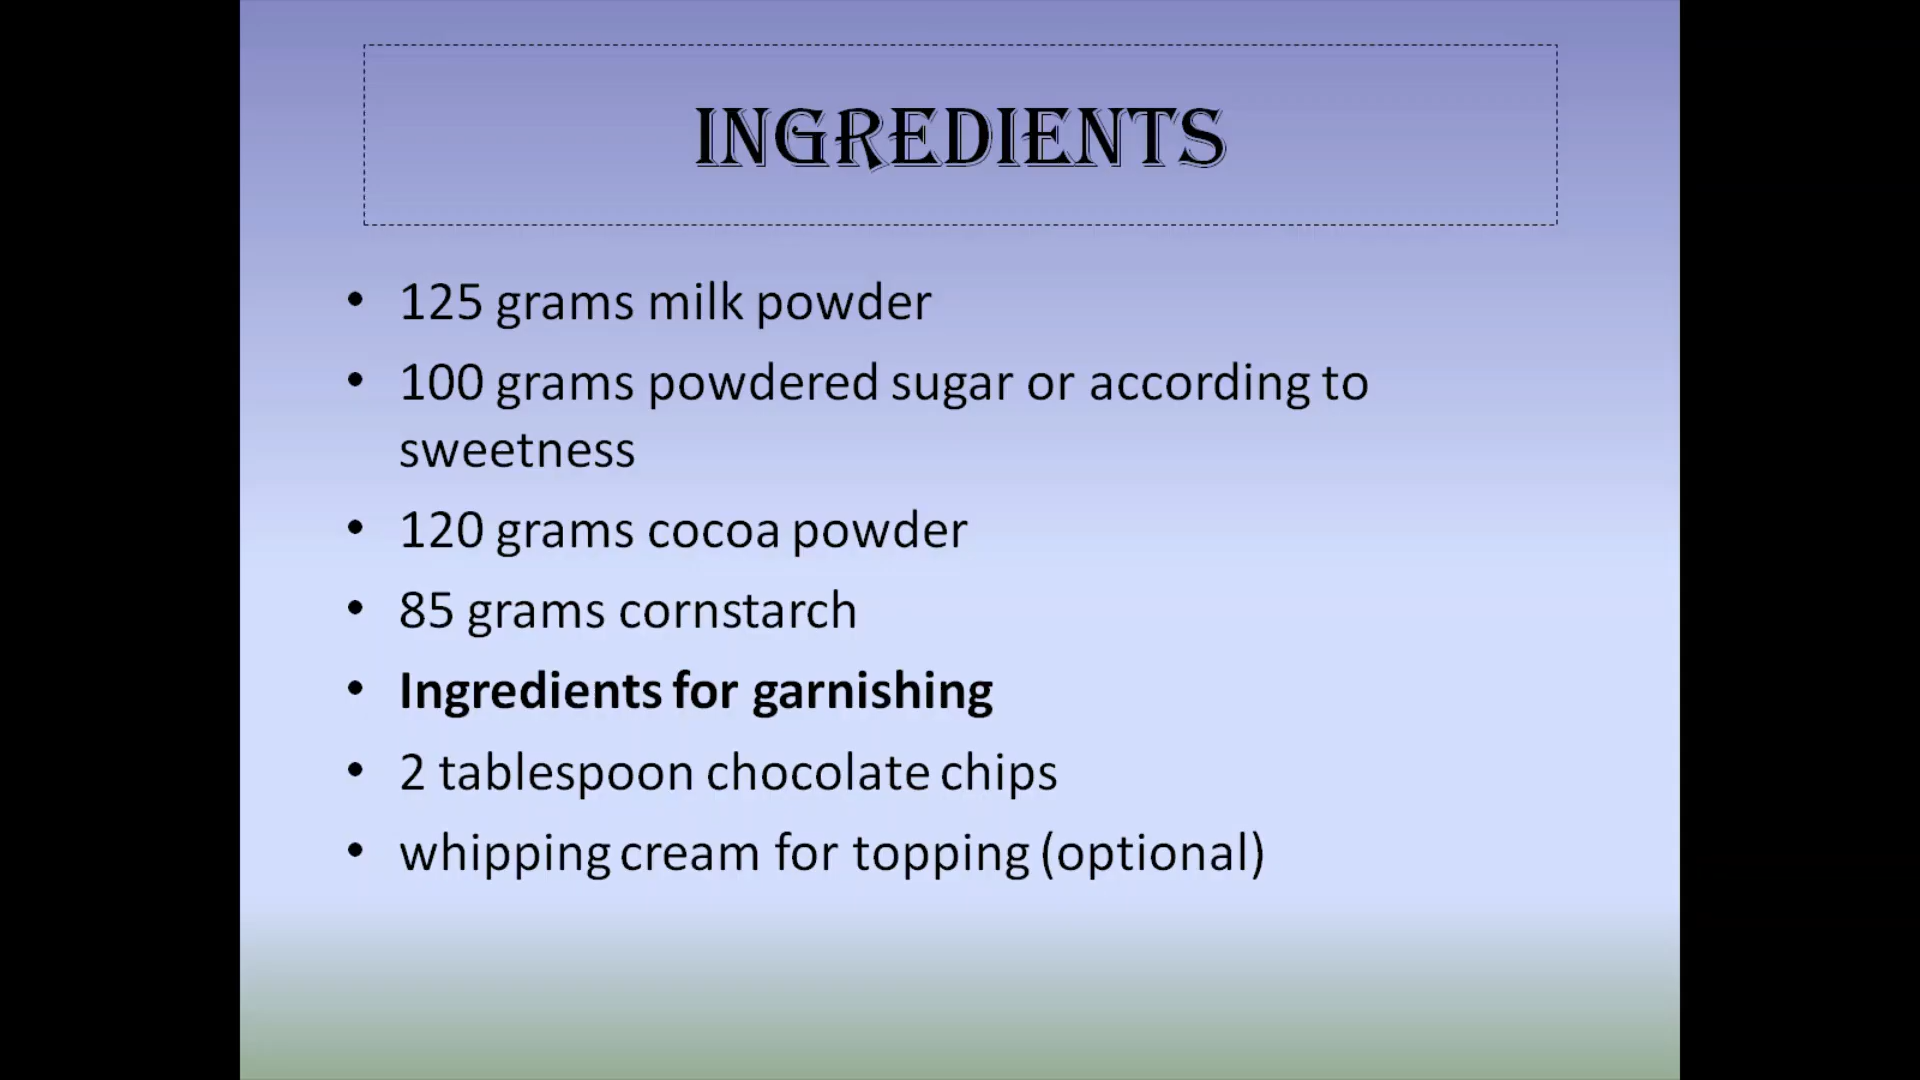 INGREDIENTS
• 125 grams milk powder
• 100 grams powdered sugar or according to
sweetness
• 120 grams cocoa powder
• 85 grams cornstarch
• Ingredients for garnishing
• 2 tablespoon chocolate chips
• whipping cream for topping (optional)